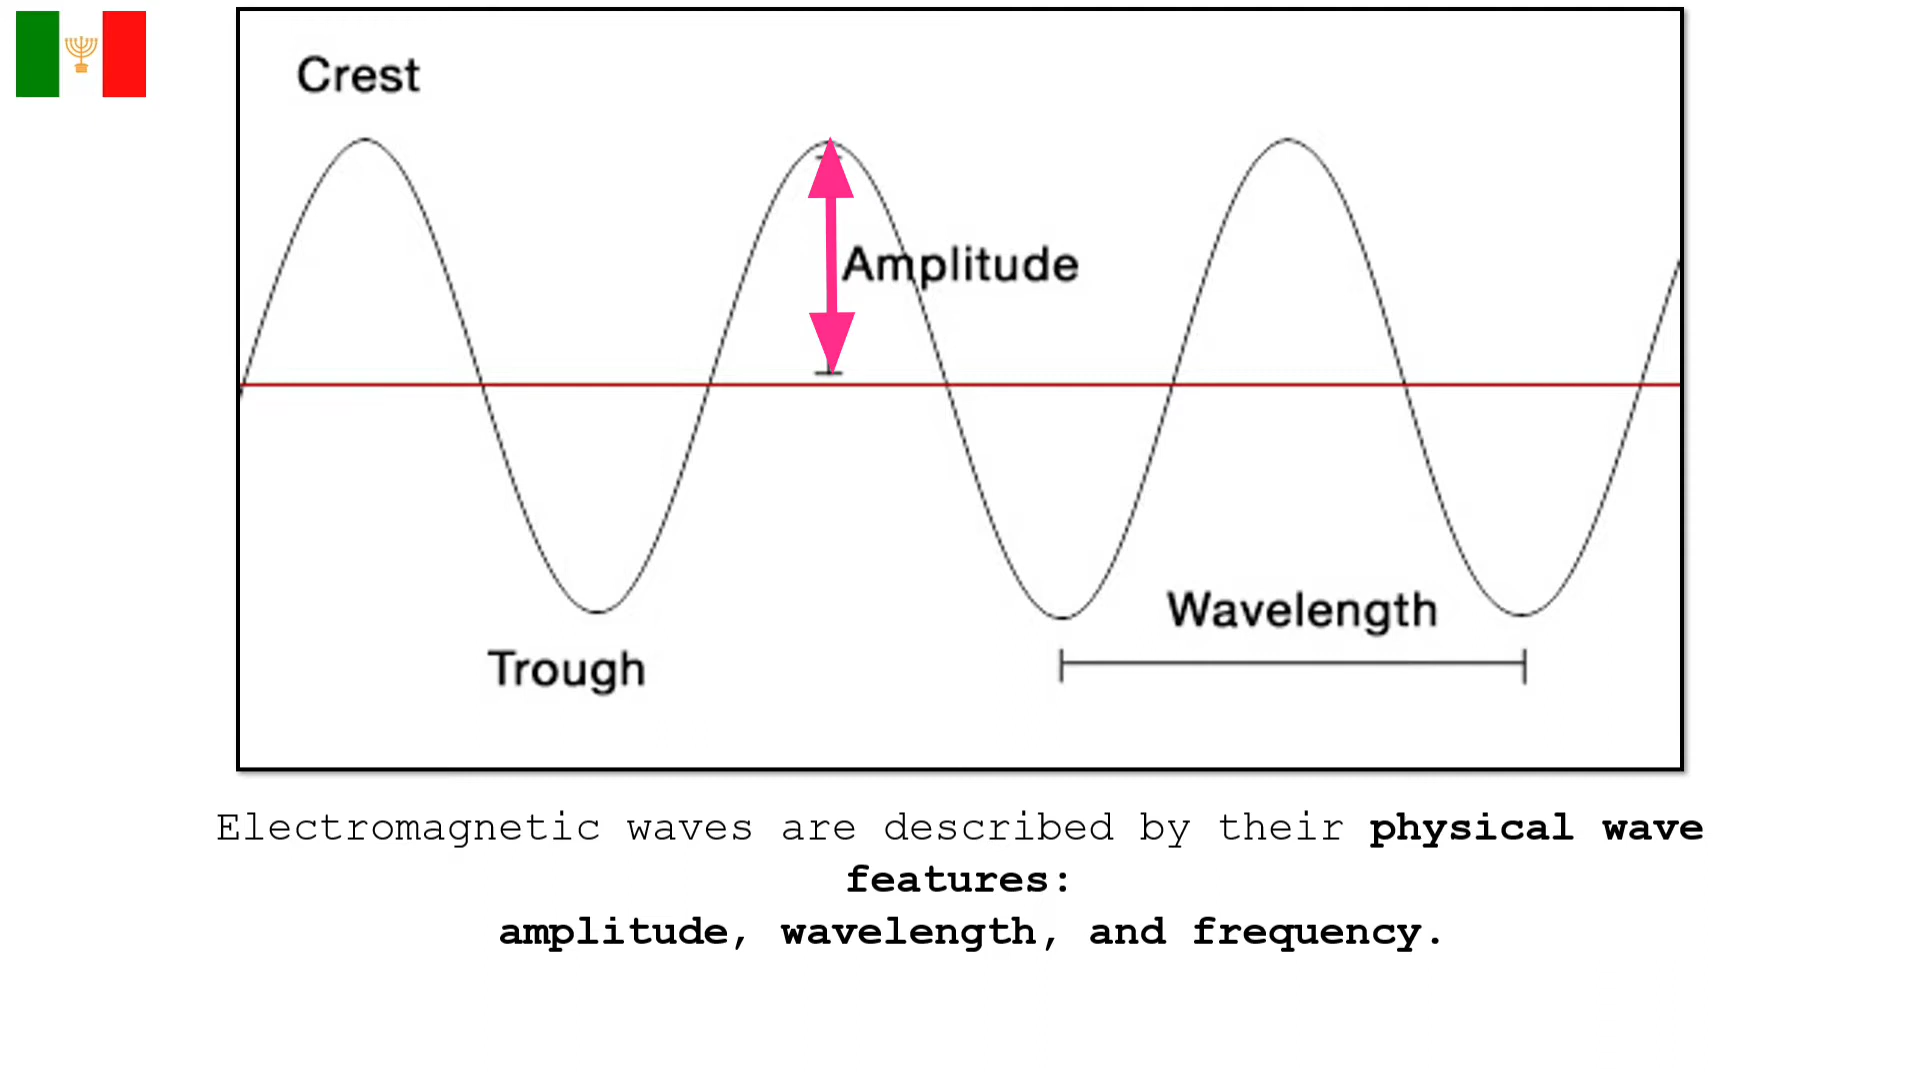 Crest
Amplitude
Wavelength
Trough
Electromagnetic waves are described by their physical wave
features:
amplitude, wavelength, and frequency.